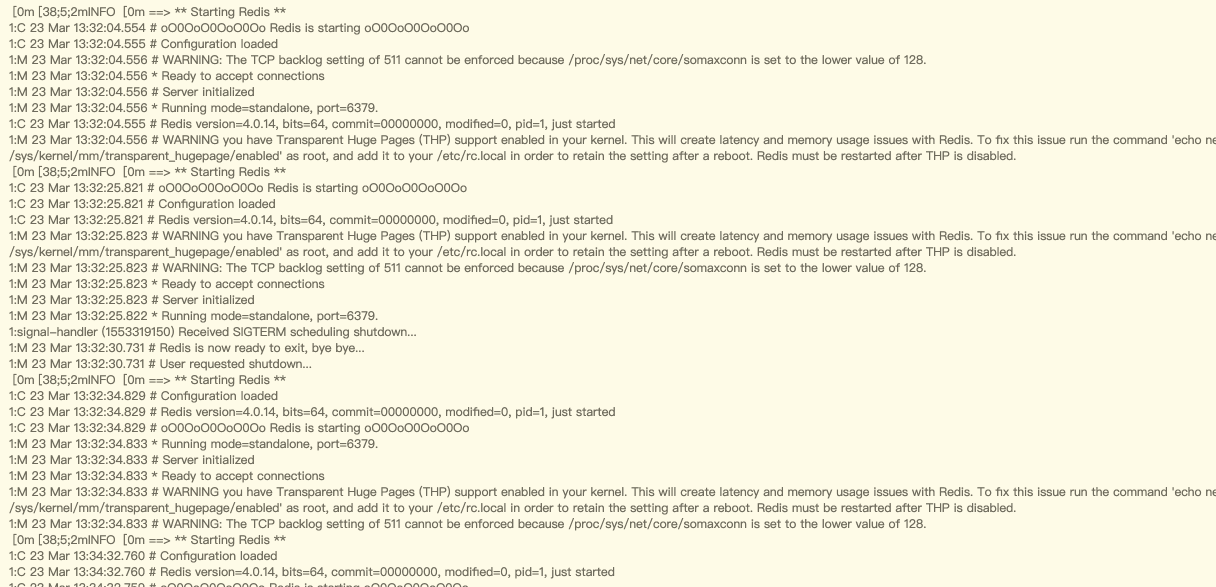 [0m [38;5;2mINFO  [0m ==> ** Starting Redis **
1:C 23 Mar 13:32:04.554 # oO0OoO0OoO0Oo Redis is starting oO0OoO0OoO0Oo
1:C 23 Mar 13:32:04.555 # Configuration loaded
1:M 23 Mar 13:32:04.556 # WARNING: The TCP backlog setting of 511 cannot be enforced because /proc/sys/net/core/somaxconn is set to the lower value of 128.
1:M 23 Mar 13:32:04.556 * Ready to accept connections
1:M 23 Mar 13:32:04.556 # Server initialized
1:M 23 Mar 13:32:04.556 * Running mode=standalone, port=6379.
1:C 23 Mar 13:32:04.555 # Redis version=4.0.14, bits=64, commit=00000000, modified=0, pid=1, just started
1:M 23 Mar 13:32:04.556 # WARNING you have Transparent Huge Pages (THP) support enabled in your kernel. This will create latency and memory usage issues with Redis. To fix this issue run the command 'echo ne
/sys/kernel/mm/transparent_hugepage/enabled' as root, and add it to your /etc/rc.local in order to retain the setting after a reboot. Redis must be restarted after THP is disabled.
[0m [38;5;2mINFO  [0m ==> ** Starting Redis **
1:C 23 Mar 13:32:25.821 # oO0OoO0OoO0Oo Redis is starting oO0OoO0OoO0Oo
1:C 23 Mar 13:32:25.821 # Configuration loaded
1:C 23 Mar 13:32:25.821 # Redis version=4.0.14, bits=64, commit=00000000, modified=0, pid=1, just started
1:M 23 Mar 13:32:25.823 # WARNING you have Transparent Huge Pages (THP) support enabled in your kernel. This will create latency and memory usage issues with Redis. To fix this issue run the command 'echo ne
/sys/kernel/mm/transparent_hugepage/enabled' as root, and add it to your /etc/rc.local in order to retain the setting after a reboot. Redis must be restarted after THP is disabled.
1:M 23 Mar 13:32:25.823 # WARNING: The TCP backlog setting of 511 cannot be enforced because /proc/sys/net/core/somaxconn is set to the lower value of 128.
1:M 23 Mar 13:32:25.823 * Ready to accept connections
1:M 23 Mar 13:32:25.823 # Server initialized
1:M 23 Mar 13:32:25.822 * Running mode=standalone, port=6379.
1:signal-handler (1553319150) Received SIGTERM scheduling shutdown...
1:M 23 Mar 13:32:30.731 # Redis is now ready to exit, bye bye...
1:M 23 Mar 13:32:30.731 # User requested shutdown...
[0m [38;5;2mINFO  [0m ==> ** Starting Redis **
1:C 23 Mar 13:32:34.829 # Configuration loaded
1:C 23 Mar 13:32:34.829 # Redis version=4.0.14, bits=64, commit=00000000, modified=0, pid=1, just started
1:C 23 Mar 13:32:34.829 # oO0OoO0OoO0Oo Redis is starting oO0OoO0OoO0Oo
1:M 23 Mar 13:32:34.833 * Running mode=standalone, port=6379.
1:M 23 Mar 13:32:34.833 # Server initialized
1:M 23 Mar 13:32:34.833 * Ready to accept connections
1:M 23 Mar 13:32:34.833 # WARNING you have Transparent Huge Pages (THP) support enabled in your kernel. This will create latency and memory usage issues with Redis. To fix this issue run the command 'echo ne
/sys/kernel/mm/transparent_hugepage/enabled' as root, and add it to your /etc/rc.local in order to retain the setting after a reboot. Redis must be restarted after THP is disabled.
1:M 23 Mar 13:32:34.833 # WARNING: The TCP backlog setting of 511 cannot be enforced because /proc/sys/net/core/somaxconn is set to the lower value of 128.
[0m [38;5;2mINFO  [0m ==> ** Starting Redis **
1:C 23 Mar 13:34:32.760 # Configuration loaded
1:C 23 Mar 13:34:32.760 # Redis version=4.0.14, bits=64, commit=00000000, modified=0, pid=1, just started